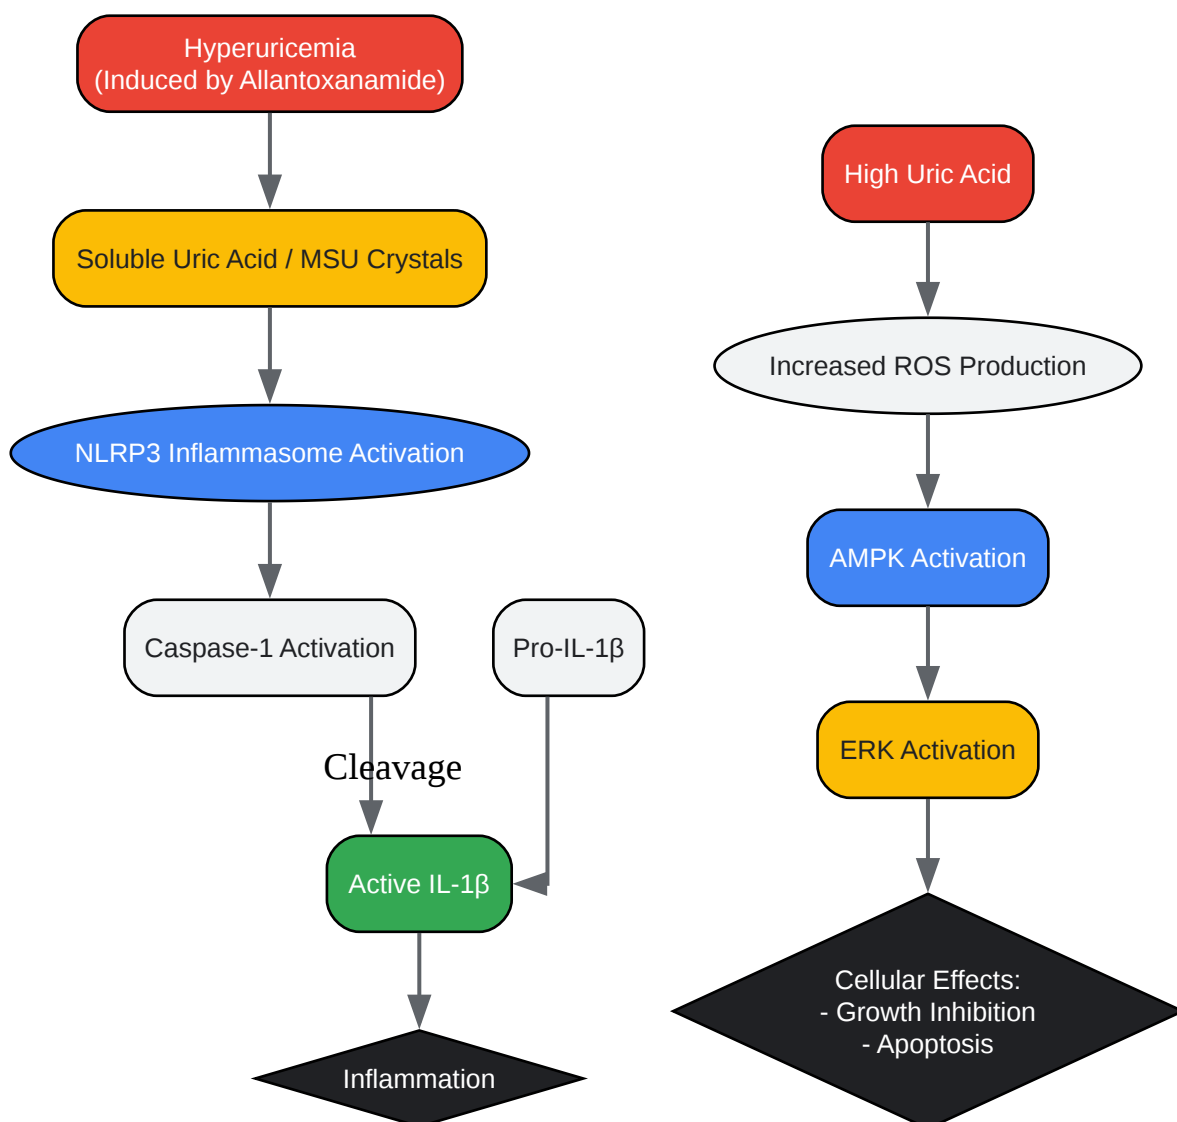 Hyperuricemia
(Induced by Allantoxanamide)
Soluble Uric Acid / MSU Crystals
NLRP3 Inflammasome Activation
Caspase-1 Activation
Pro-IL-1β
Cleavage
Active IL-1β
Inflammation
High Uric Acid
Increased ROS Production
AMPK Activation
ERK Activation
Cellular Effects:
- Growth Inhibition
- Apoptosis